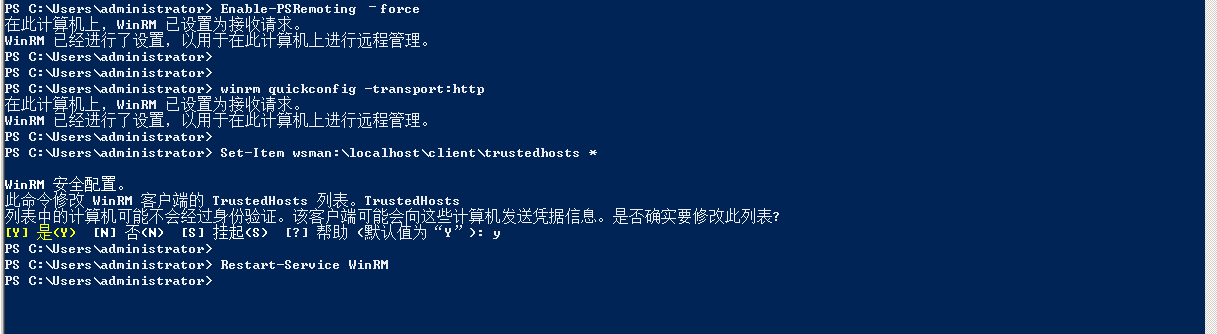 PS C:\Users\administrator> Enable-PSRemoting –force
在此计算机上，WinRM 已设置为接收请求。
WinRM 已经进行了设置，以用于在此计算机上进行远程管理。
PS C:\Users\administrator>
PS C:\Users\administrator>
PS C:\Users\administrator> winrm quickconfig -transport:http
在此计算机上，WinRM 已设置为接收请求。
WinRM 已经进行了设置，以用于在此计算机上进行远程管理。
PS C:\Users\administrator>
PS C:\Users\administrator> Set-Item wsman:\localhost\client\trustedhosts *
WinRM 安全配置。
此命令修改 WinRM 客户端的 TrustedHosts 列表。TrustedHosts
列表中的计算机可能不会经过身份验证。该客户端可能会向这些计算机发送凭据信息。是否确实要修改此列表?
[Y] 是(Y)  [N] 否(N)  [S] 挂起(S)  [?] 帮助 (默认值为“Y”): y
PS C:\Users\administrator>
PS C:\Users\administrator> Restart-Service WinRM
PS C:\Users\administrator>